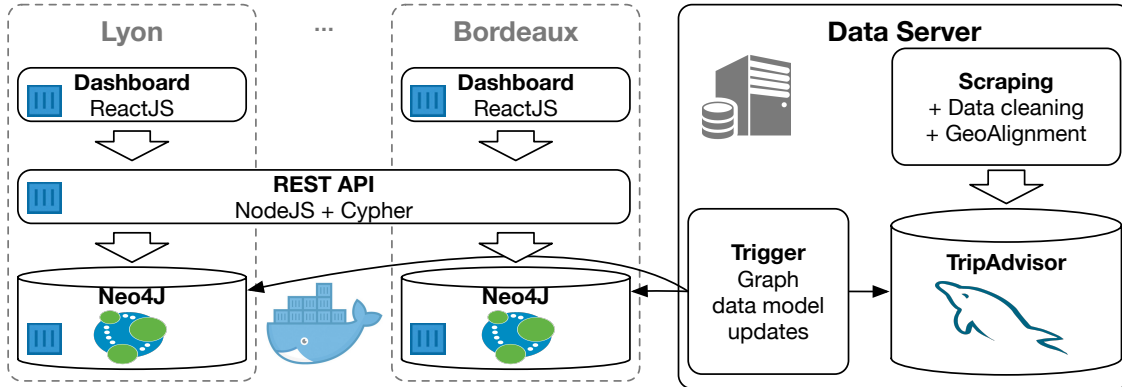 Lyon
...
Bordeaux
Data Server
Dashboard
ReactJS
Dashboard
ReactJS
Scraping
+ Data cleaning
+ GeoAlignment
REST API
NodeJS + Cypher
Trigger
Graph
data model
updates
TripAdvisor
Neo4J
Neo4J